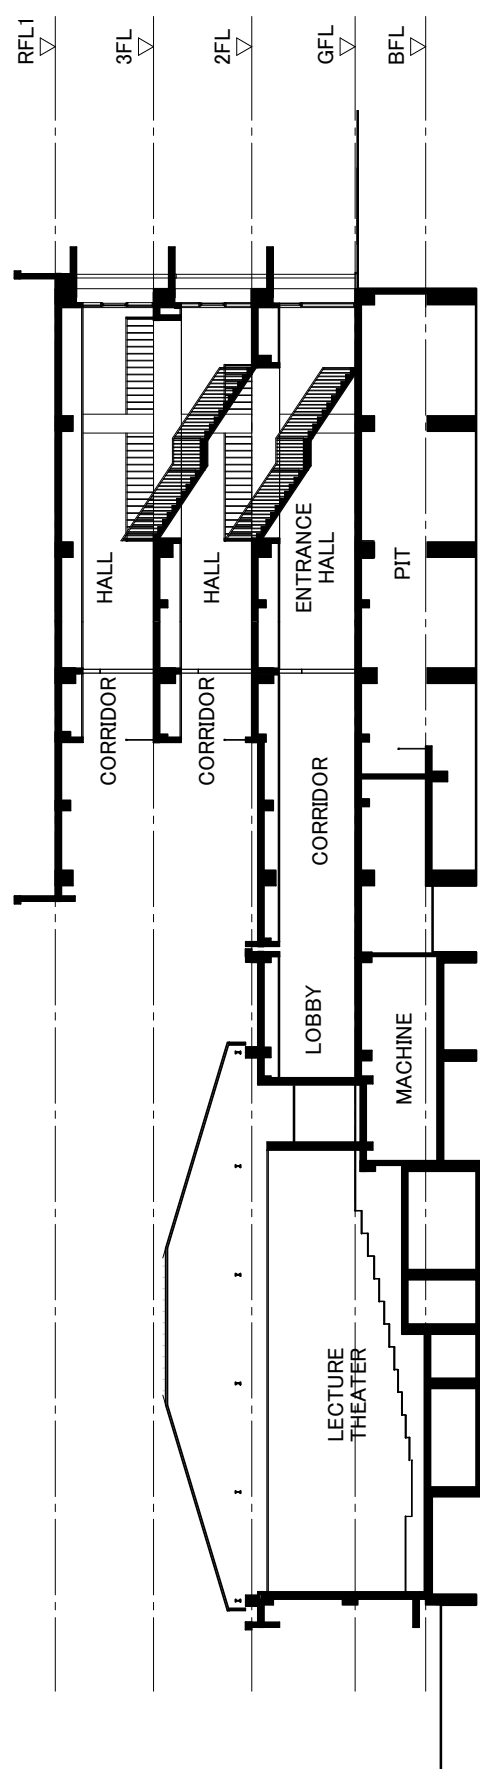 RFL1
3FL
2FL
GFL
BFL
HALL
HALL
ENTRANCE
HALL
PIT
CORRIDOR
CORRIDOR
CORRIDOR
LOBBY
MACHINE
LECTURE
THEATER